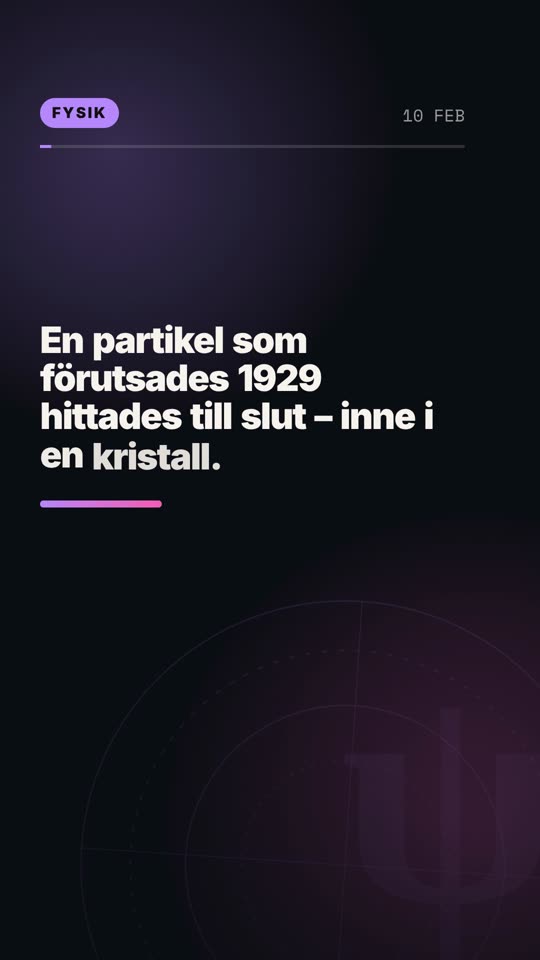 FYSIK
10 FEB
En partikel som
förutsades 1929
hittades till slut – inne i
en kristall.
ψ